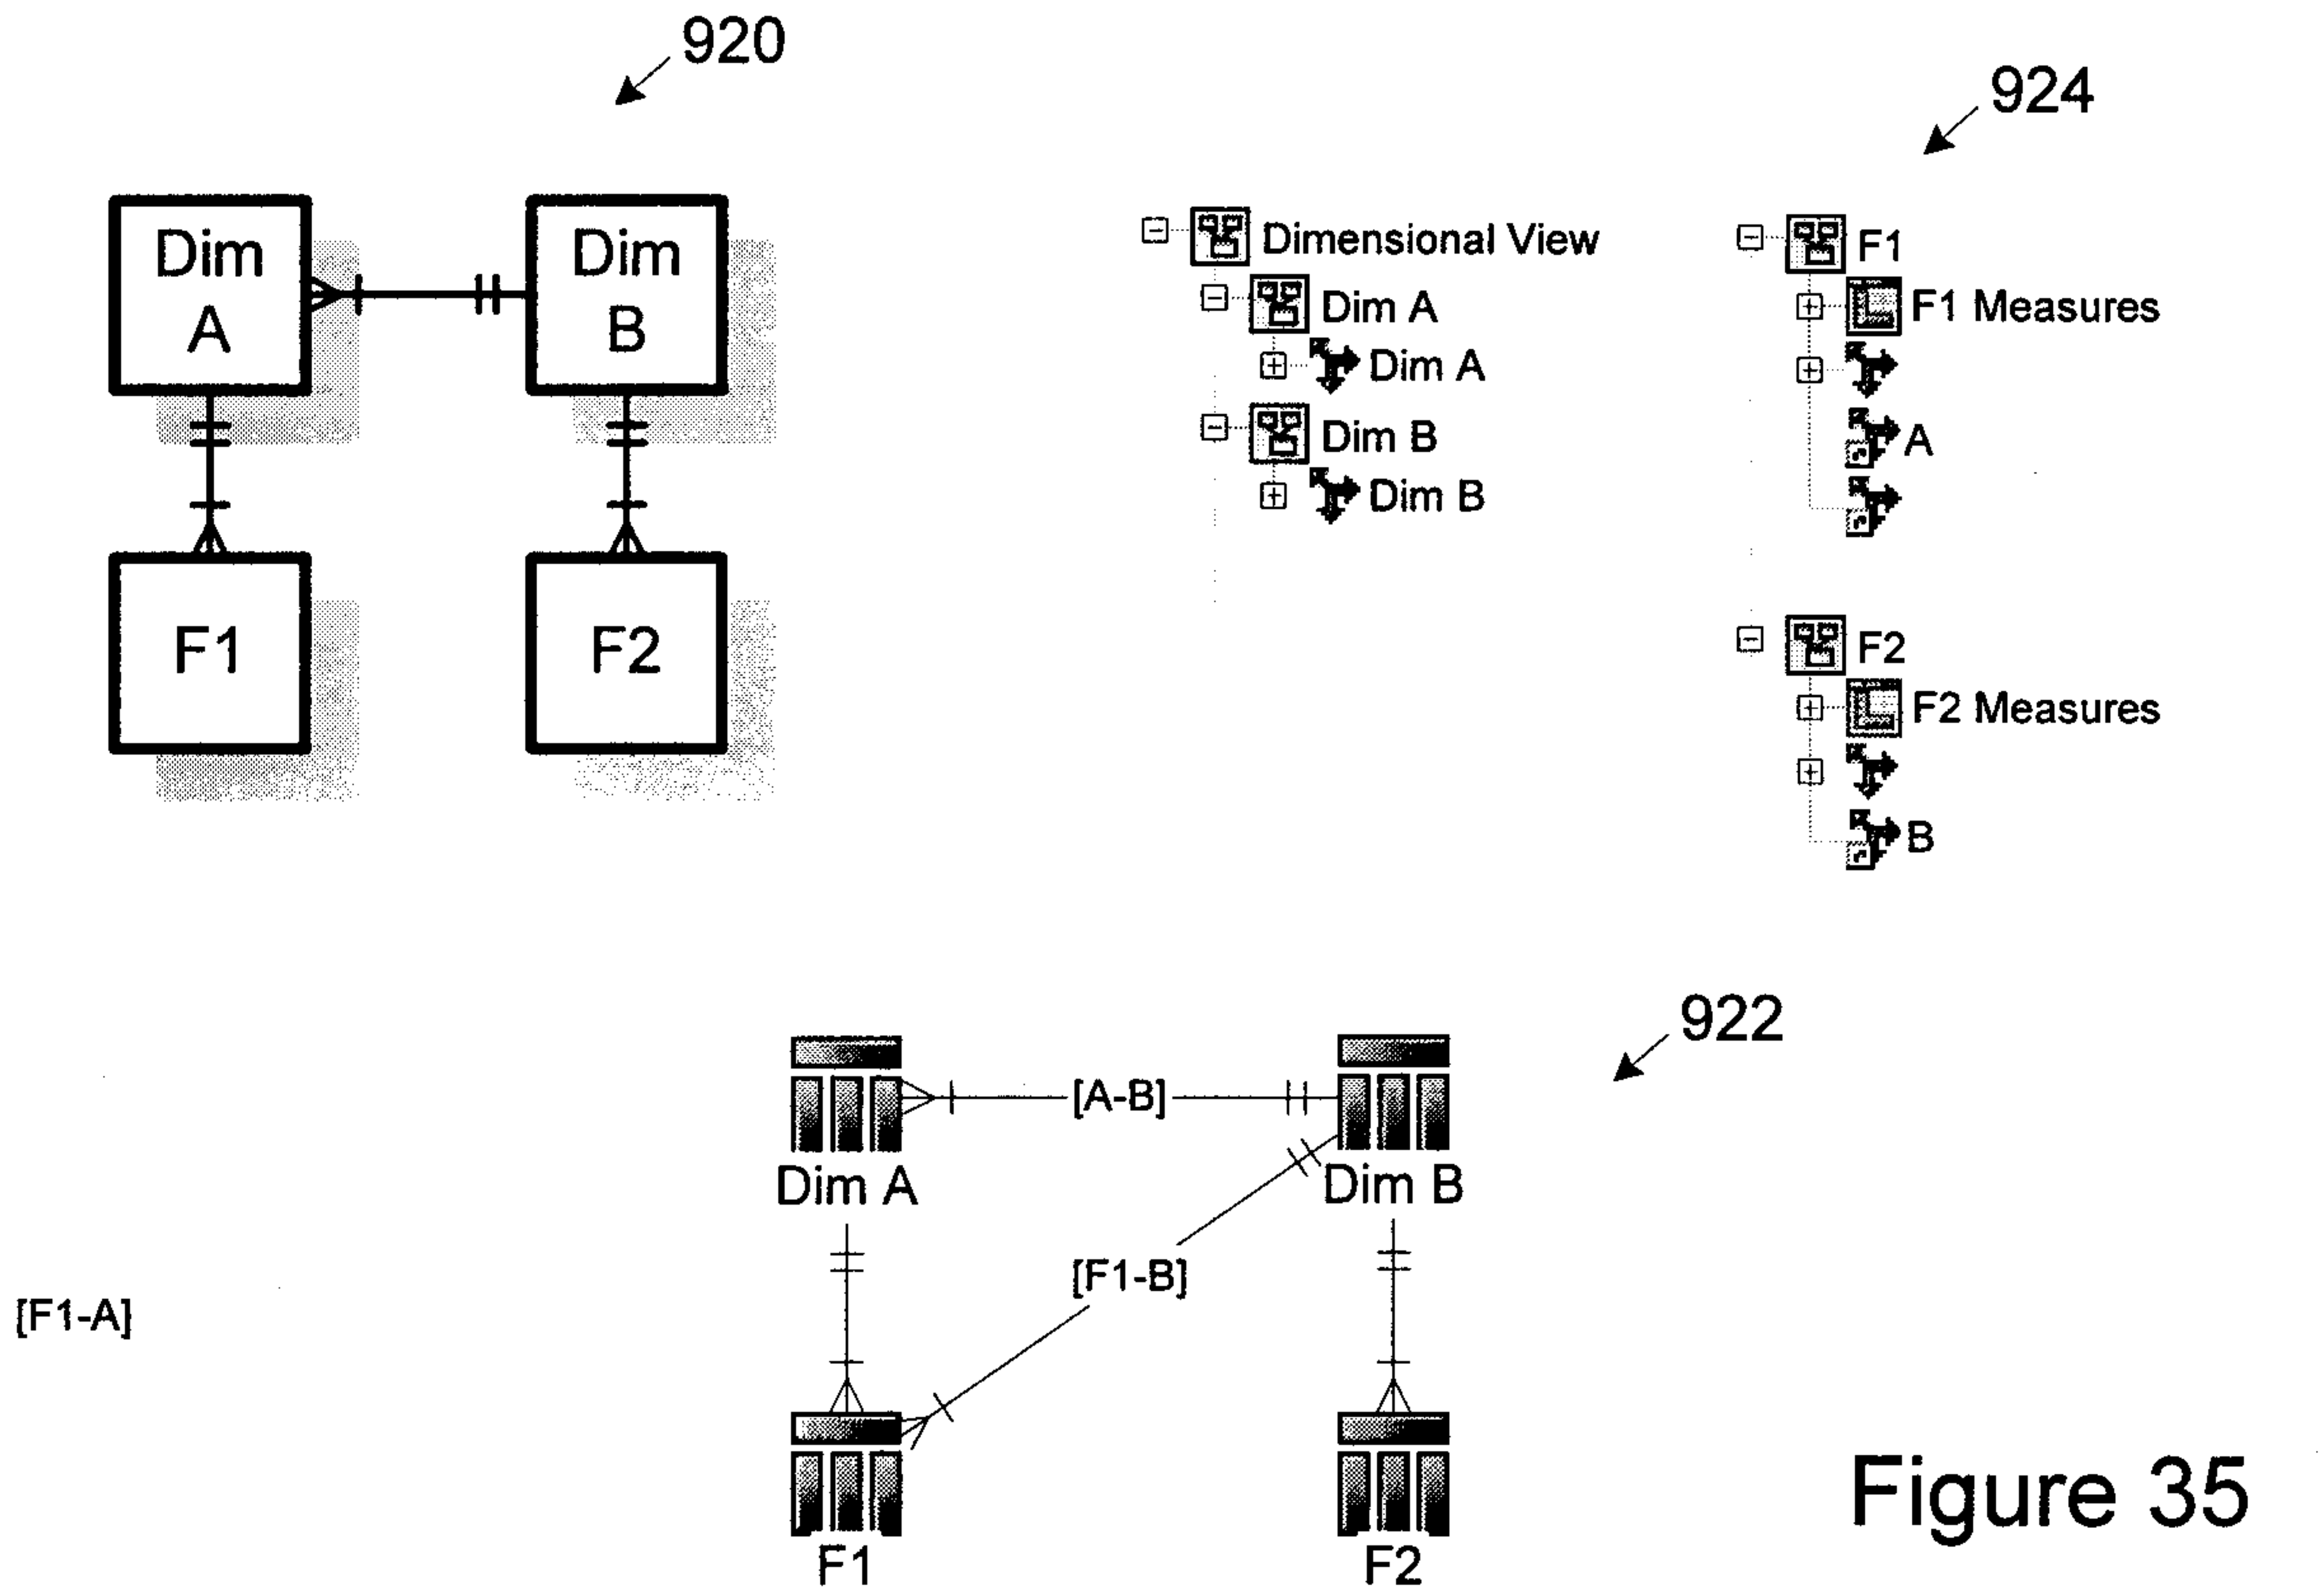 920
924
Dim
A
Dim
B
F1
F2
Dimensional View
Dim A
Dim A
Dim B
Dim B
F1
F1 Measures
A
F2
F2 Measures
B
922
[A-B]
Dim A
Dim B
[F1-B]
[F1-A]
F1
F2
Figure 35